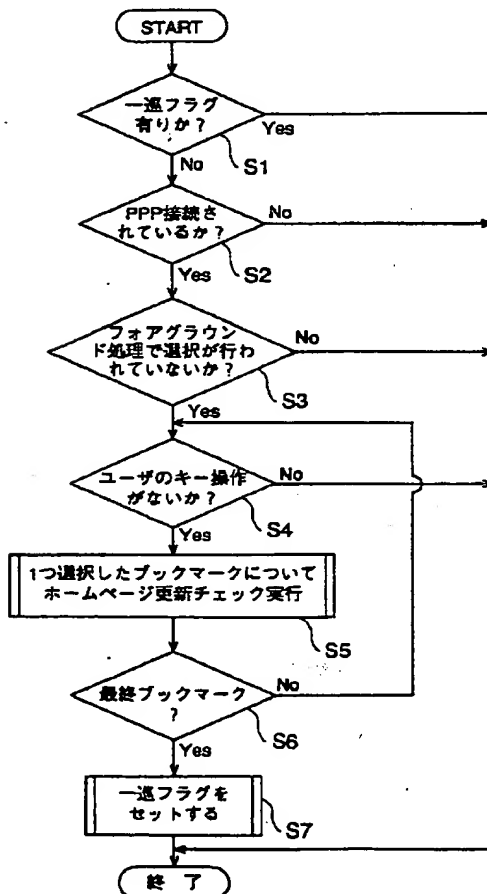 START
一巡フラグ
有りか?
Yes
S1
No
PPP接続さ
れているか?
No
S2
Yes
フォアグラウン
ド処理で選択が行わ
れていないか?
No
S3
Yes
ユーザのキー操作
がないか?
No
S4
Yes
1つ選択したブックマークについて
ホームページ更新チェック実行
S5
最終ブックマーク
?
No
S6
Yes
一巡フラグを
セットする
S7
終 了